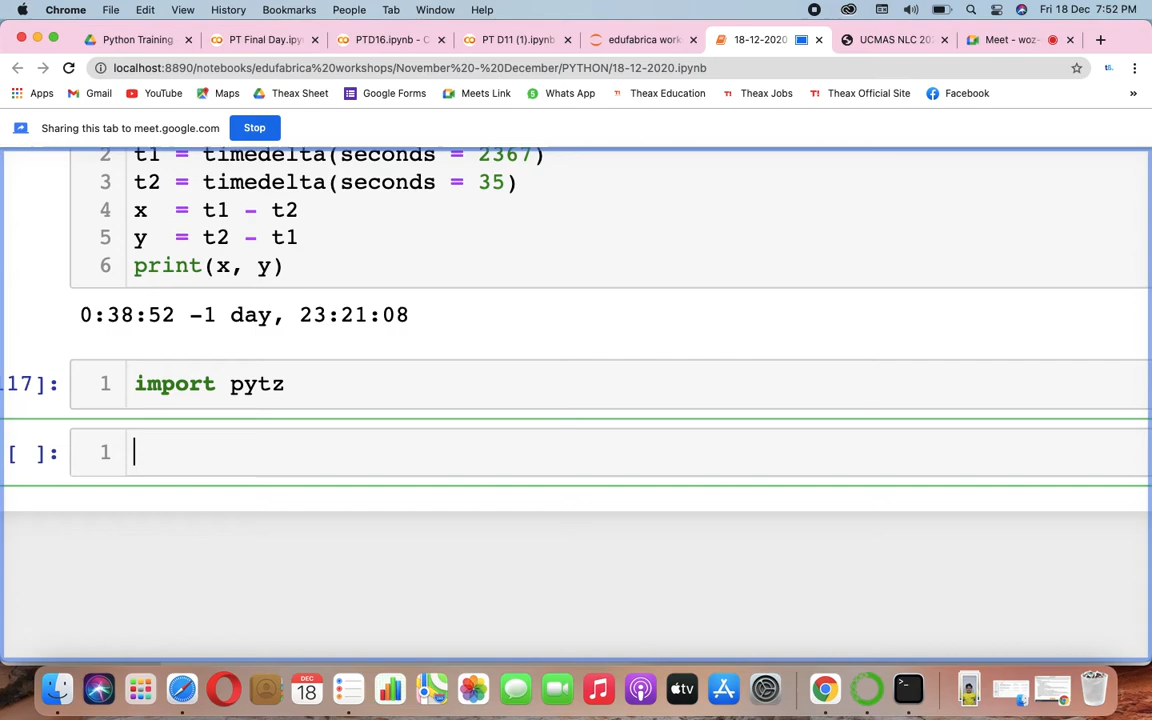 Chrome File Edit View History Bookmarks People Tab Window Help Fri 18 Dec 7:52 PM
Python Training PT Final Day.ipy PTD16.ipynb - C PT D11 (1).ipynb edufabrica work 18-12-2020 UCMAS NLC 20 Meet - woz-
localhost:8890/notebooks/edufabrica%20workshops/November%20-%20December/PYTHON/18-12-2020.ipynb
Apps Gmail YouTube Maps Theax Sheet Google Forms Meets Link Whats App Theax Education Theax Jobs Theax Official Site Facebook »
Sharing this tab to meet.google.com Stop
2 t1 = timedelta(seconds = 2367)
3 t2 = timedelta(seconds = 35)
4 x = t1 - t2
5 y = t2 - t1
6 print(x, y)
0:38:52 -1 day, 23:21:08
17]: 1 import pytz
[ ]: 1
DEC
18
tv